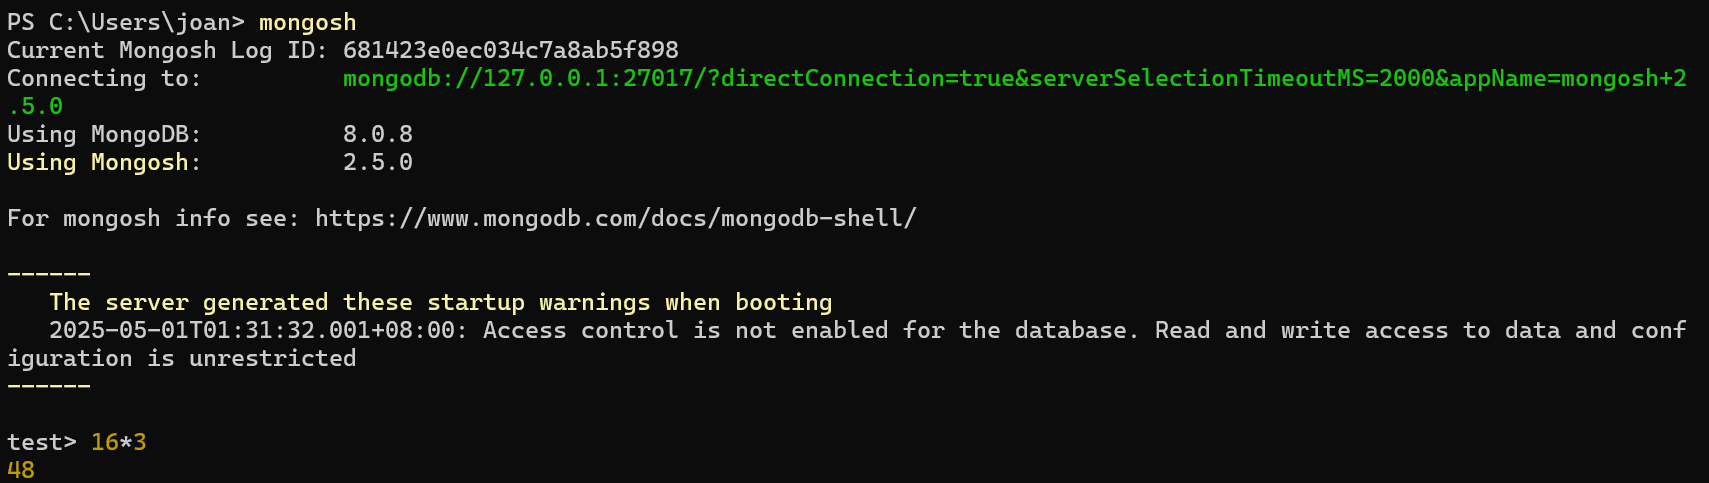 PS C:\Users\joan> mongosh
Current Mongosh Log ID: 681423e0ec034c7a8ab5f898
Connecting to:          mongodb://127.0.0.1:27017/?directConnection=true&serverSelectionTimeoutMS=2000&appName=mongosh+2
.5.0
Using MongoDB:          8.0.8
Using Mongosh:          2.5.0
For mongosh info see: https://www.mongodb.com/docs/mongodb-shell/
------
   The server generated these startup warnings when booting
   2025-05-01T01:31:32.001+08:00: Access control is not enabled for the database. Read and write access to data and conf
iguration is unrestricted
------
test> 16*3
48